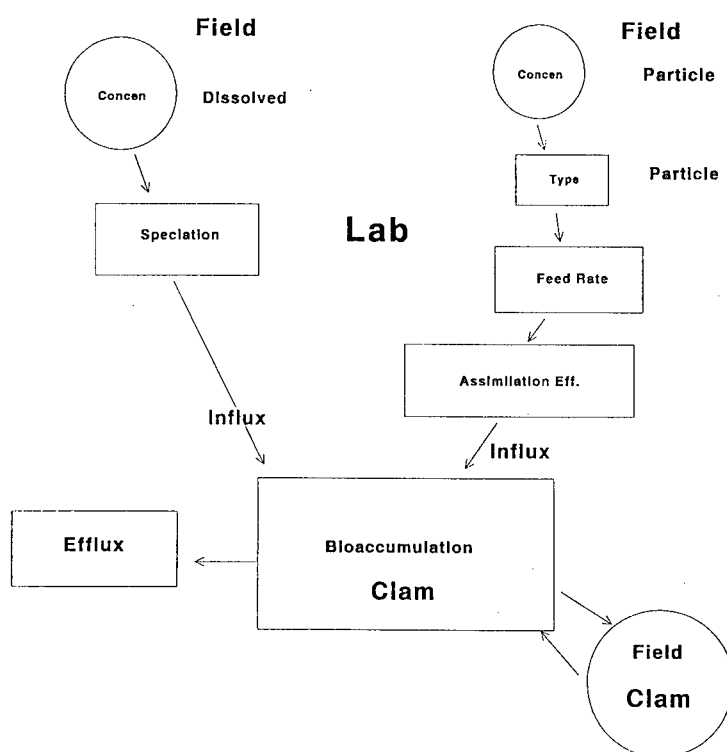 Field
Field
Concen
Dissolved
Concen
Particle
Type
Particle
Speciation
Lab
Feed Rate
Assimilation Eff.
Influx
Influx
Efflux
Bioaccumulation
Clam
Field
Clam